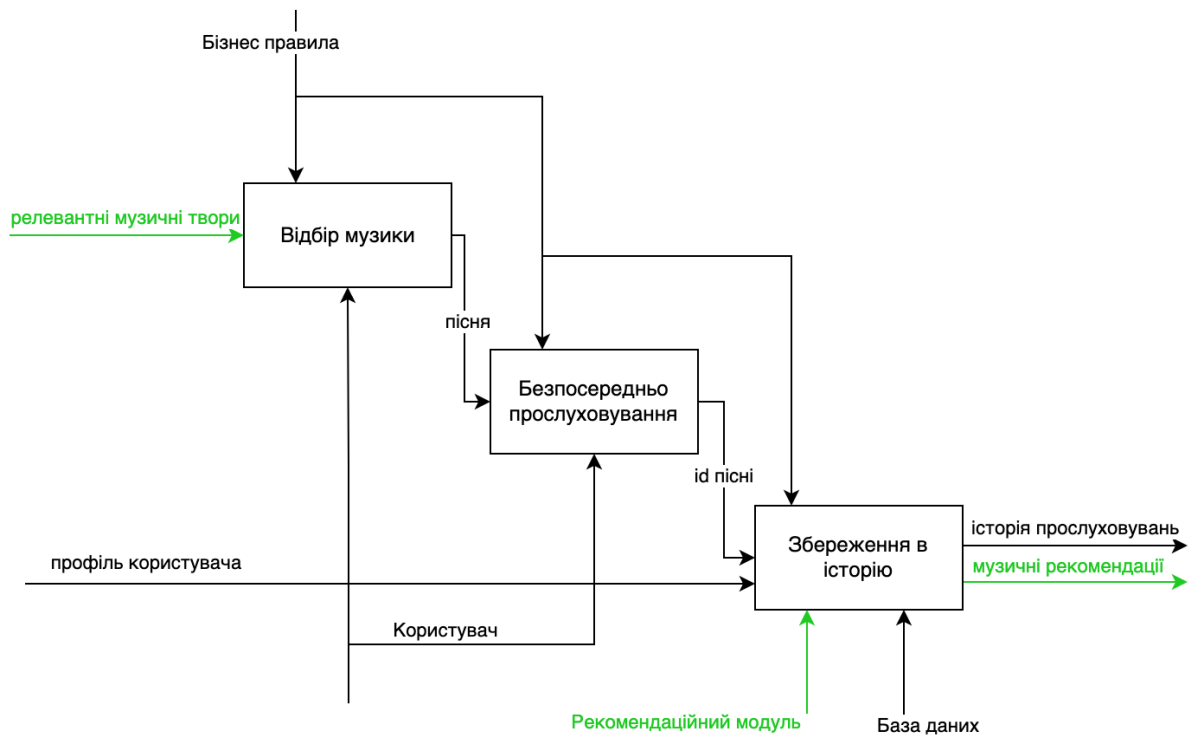 Бізнес правила
релевантні музичні твори
Відбір музики
пісня
Безпосередньо
прослуховування
id пісні
Збереження в
історію
історія прослуховувань
музичні рекомендації
профіль користувача
Користувач
Рекомендаційний модуль
База даних